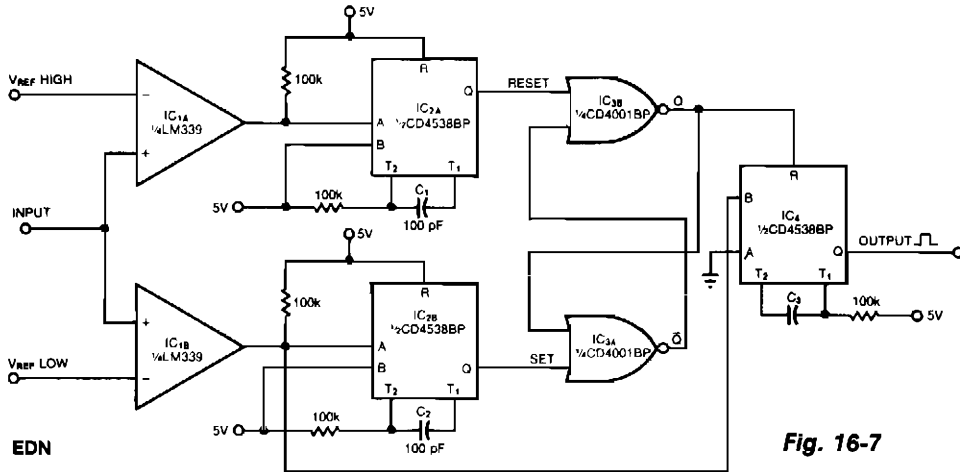 5V
100k
VREF HIGH
−
+
IC1A
¼LM339
R
IC2A
½CD4538BP
Q
A
B
T2
T1
RESET
IC3B
¼CD4001BP
Q
5V
100k
C1
100 pF
INPUT
5V
100k
+
−
IC1B
¼LM339
VREF LOW
R
IC2B
½CD4538BP
A
B
Q
T2
T1
SET
IC3A
¼CD4001BP
Q̄
5V
100k
C2
100 pF
R
B
IC4
½CD4538BP
A
Q
T2
T1
OUTPUT
C3
100k
5V
EDN
Fig. 16-7